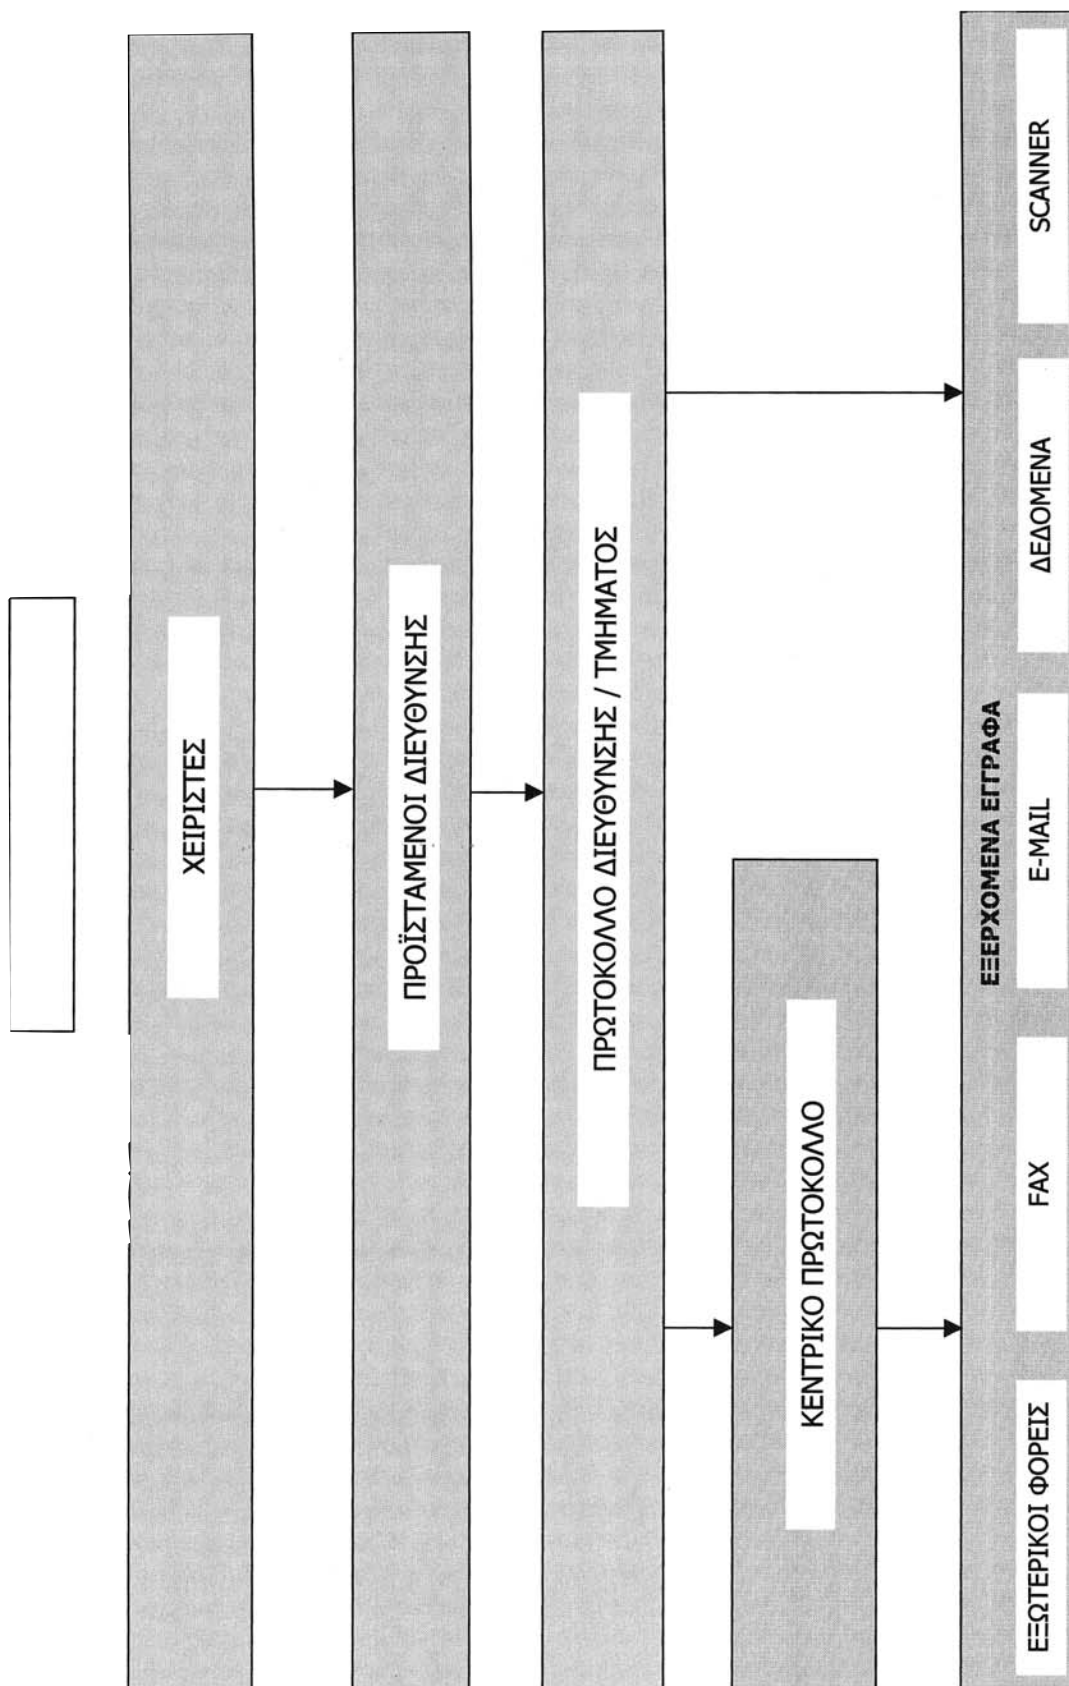 ΧΕΙΡΙΣΤΕΣ
ΠΡΟΪΣΤΑΜΕΝΟΙ ΔΙΕΥΘΥΝΣΗΣ
ΠΡΩΤΟΚΟΛΛΟ ΔΙΕΥΘΥΝΣΗΣ / ΤΜΗΜΑΤΟΣ
ΚΕΝΤΡΙΚΟ ΠΡΩΤΟΚΟΛΛΟ
ΕΞΕΡΧΟΜΕΝΑ ΕΓΓΡΑΦΑ
ΕΞΩΤΕΡΙΚΟΙ ΦΟΡΕΙΣ
FAX
E-MAIL
ΔΕΔΟΜΕΝΑ
SCANNER